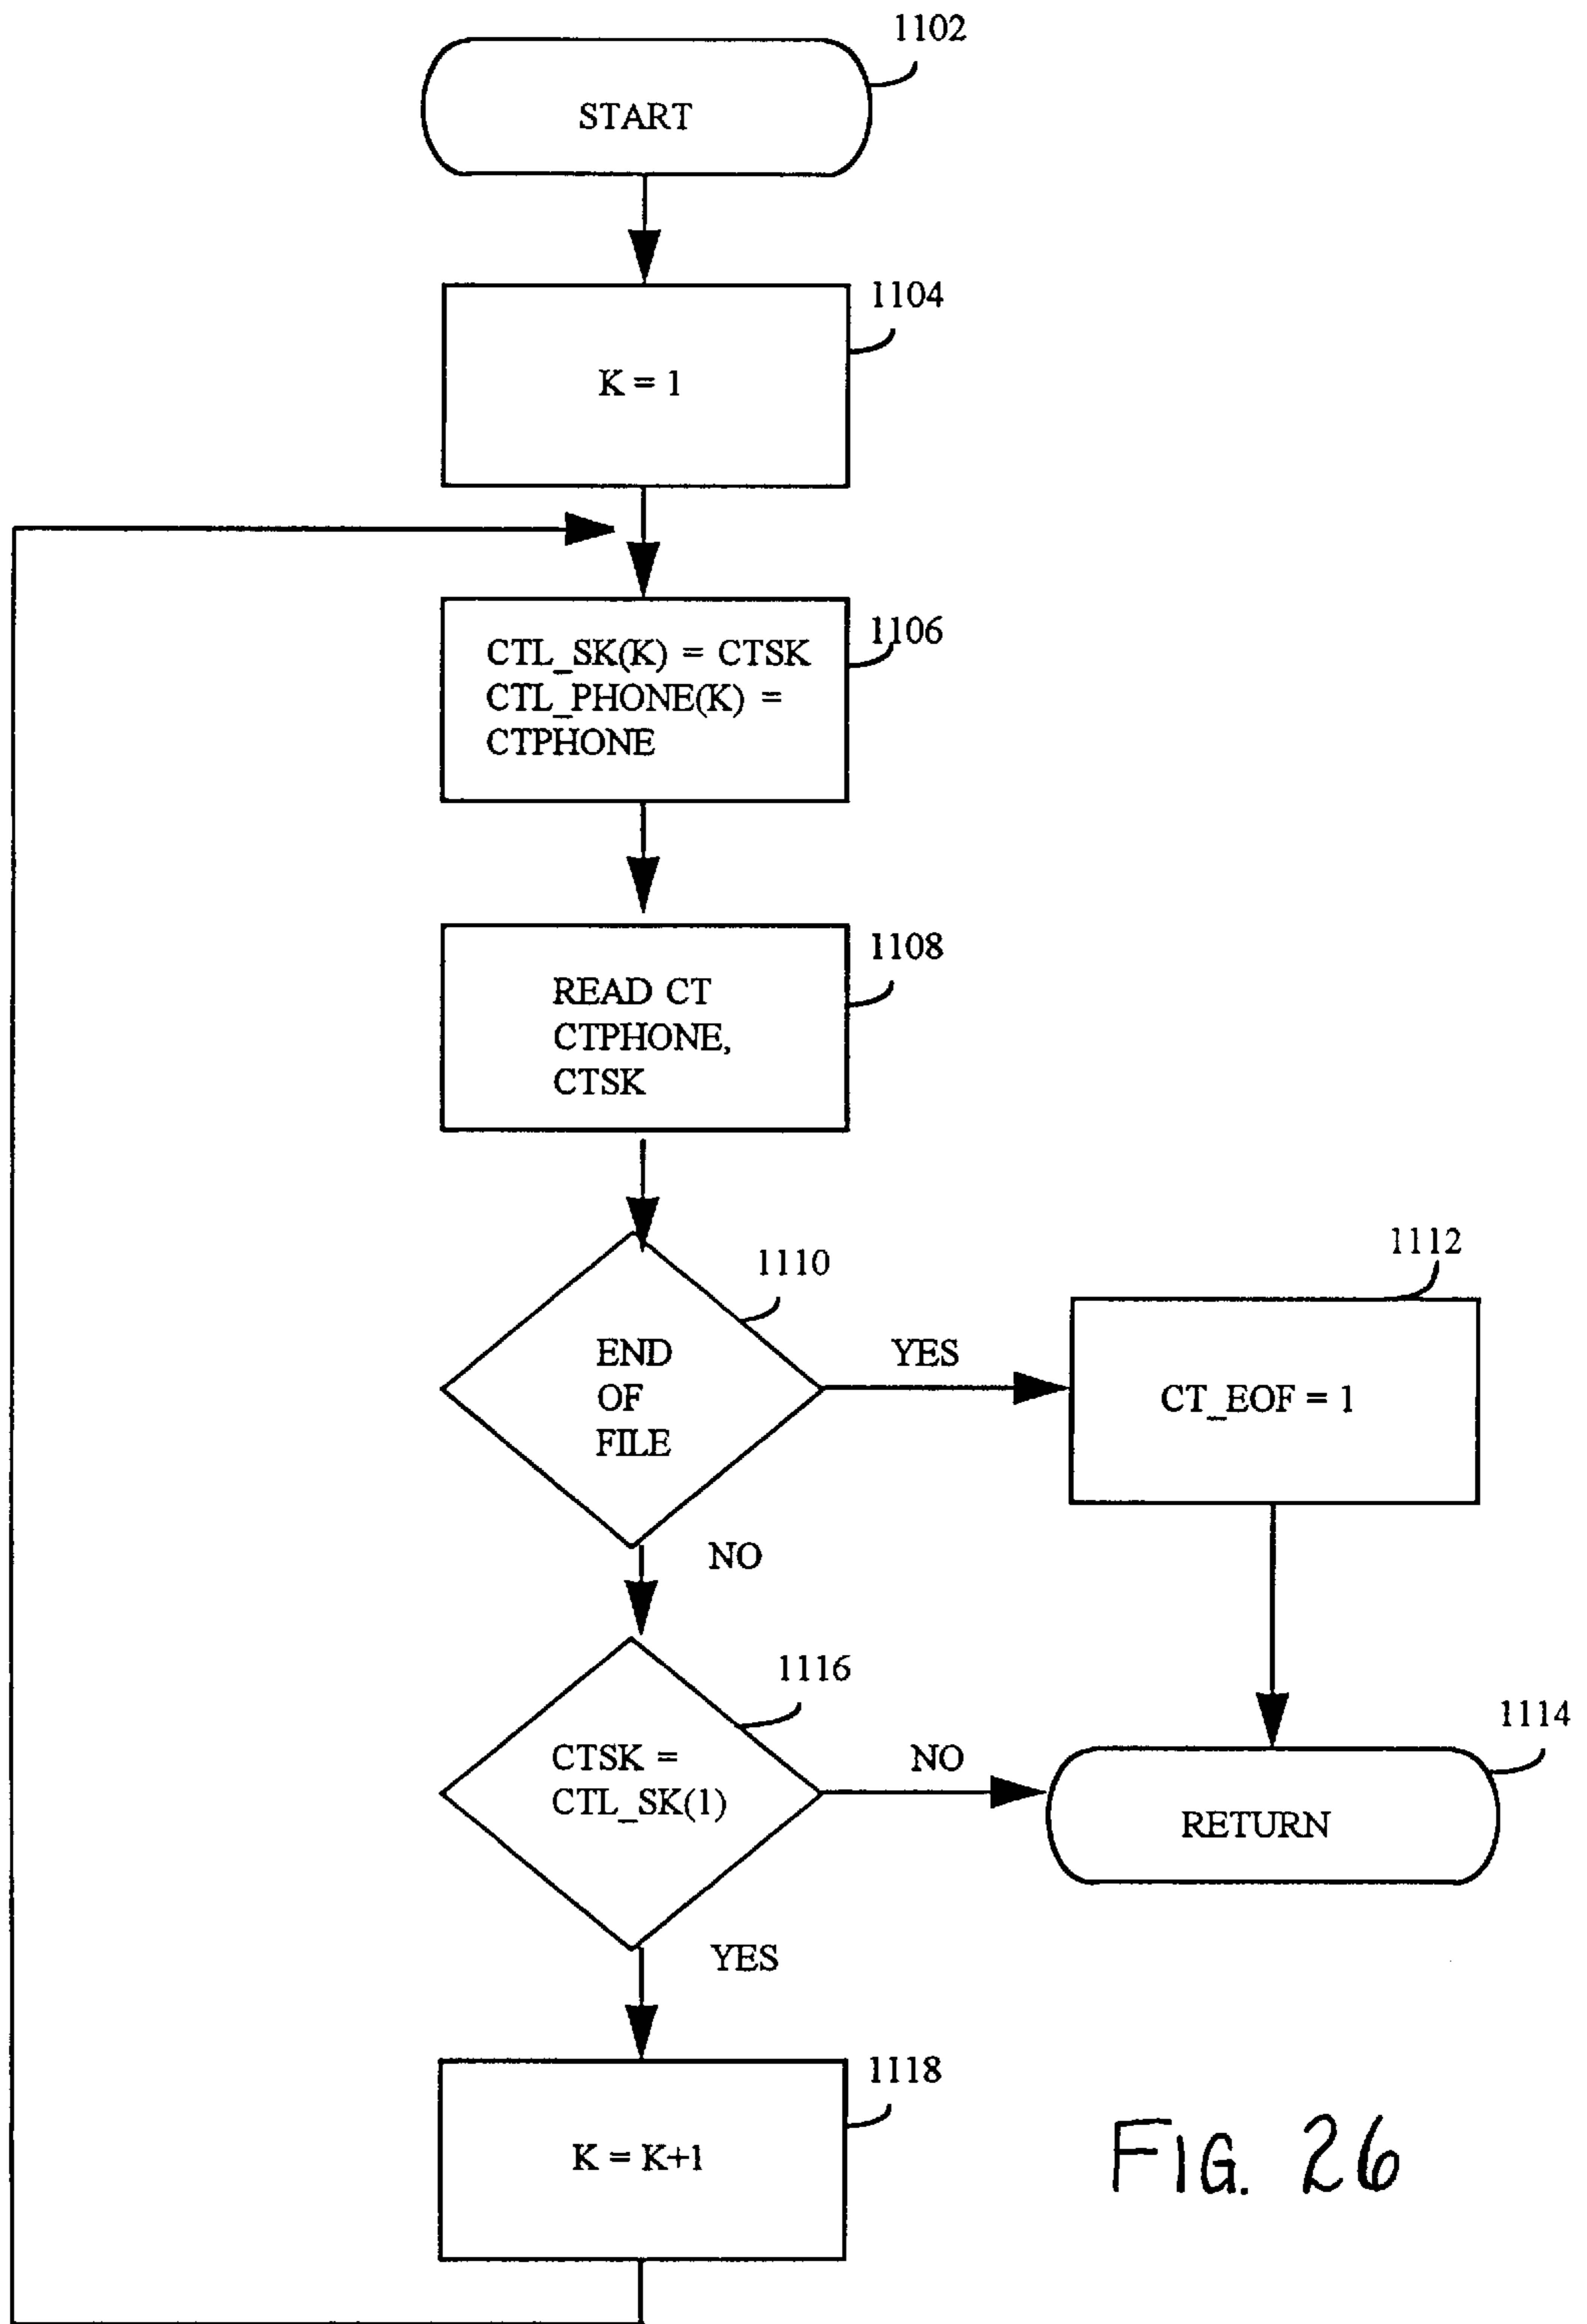 1102
START
1104
K = 1
1106
CTL_SK(K) = CTSK
CTL_PHONE(K) =
CTPHONE
1108
READ CT
CTPHONE,
CTSK
1110
END
OF
FILE
YES
1112
CT_EOF = 1
NO
1116
CTSK =
CTL_SK(1)
NO
1114
RETURN
YES
1118
K = K+1
FIG. 26